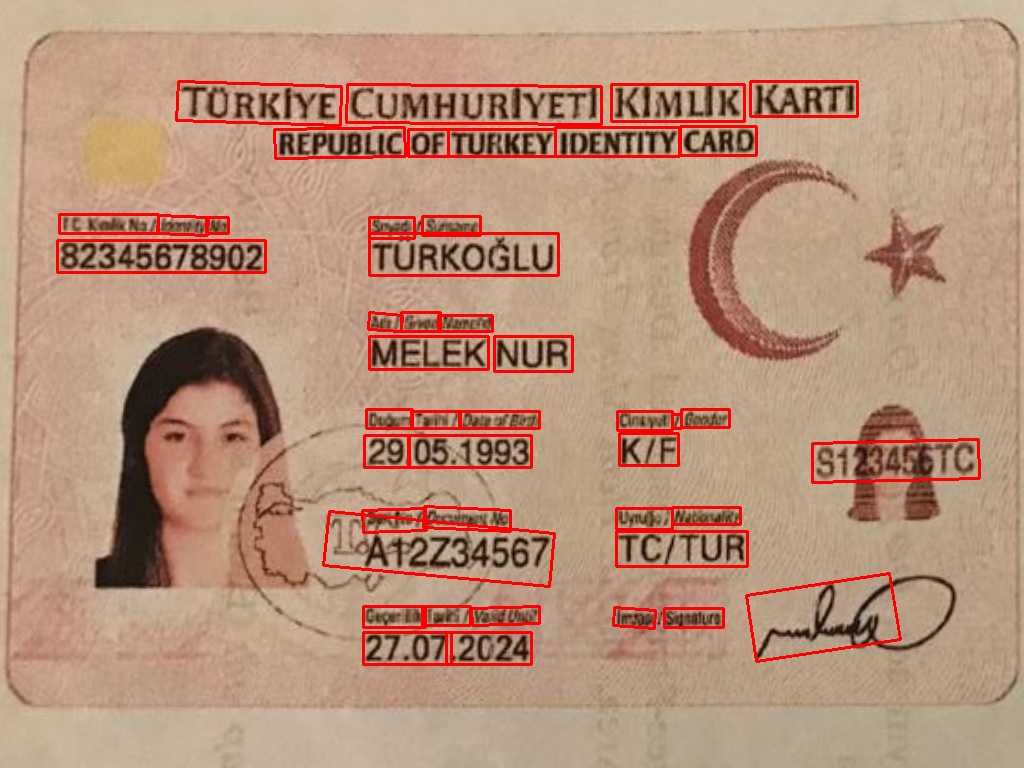 TÜRKİYE CUMHURİYETİ KİMLİK KARTI
REPUBLIC OF TURKEY IDENTITY CARD
T.C. Kimlik No / Identity No
82345678902
Soyadı / Surname
TÜRKOĞLU
Adı / Given Name(s)
MELEK NUR
Doğum Tarihi / Date of Birth
29.05.1993
Cinsiyeti / Gender
K/F
S123456TC
Seri No / Document No
A12Z34567
Uyruğu / Nationality
TC/TUR
Geçerlilik Tarihi / Valid Until
27.07.2024
İmzası / Signature